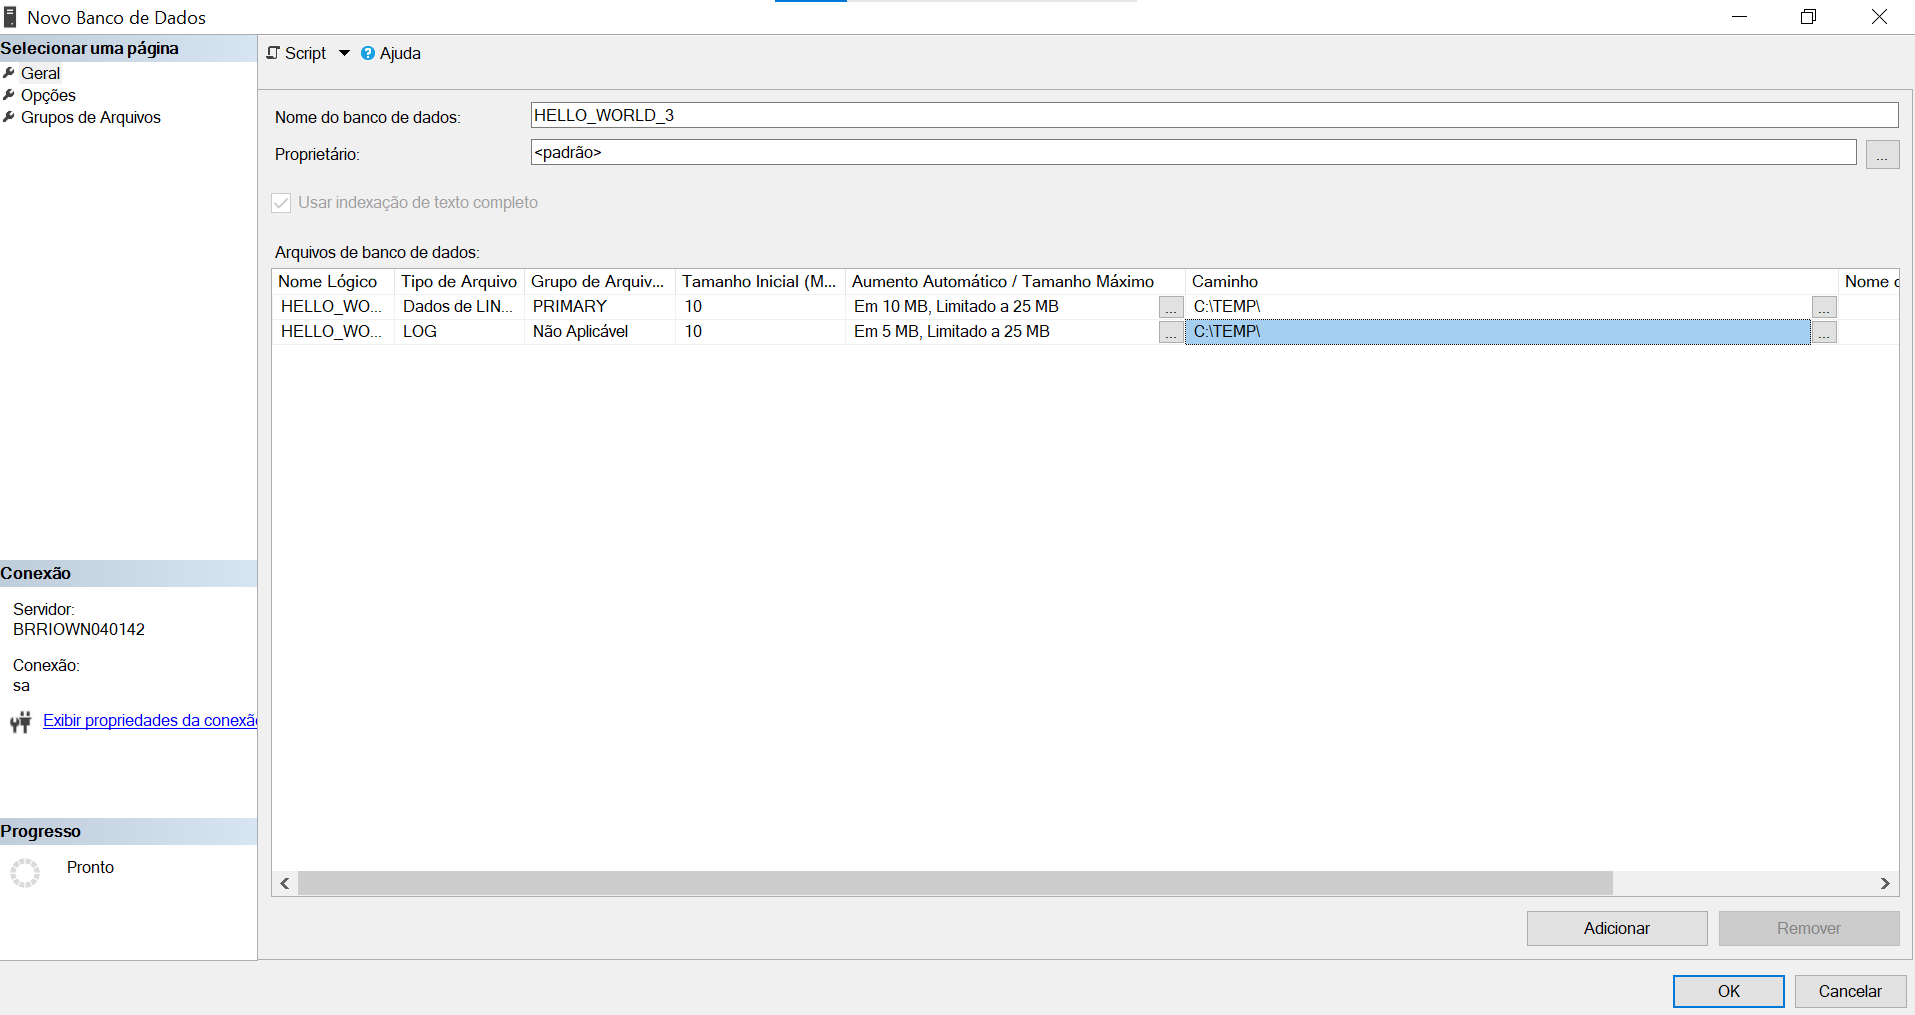 Novo Banco de Dados
Selecionar uma página
Geral
Opções
Grupos de Arquivos
Script
Ajuda
Nome do banco de dados: HELLO_WORLD_3
Proprietário: <padrão> ...
Usar indexação de texto completo
Arquivos de banco de dados:
Nome Lógico Tipo de Arquivo Grupo de Arquiv... Tamanho Inicial (M... Aumento Automático / Tamanho Máximo Caminho Nome
HELLO_WO... Dados de LIN... PRIMARY 10 Em 10 MB, Limitado a 25 MB ... C:\TEMP\ ...
HELLO_WO... LOG Não Aplicável 10 Em 5 MB, Limitado a 25 MB ... C:\TEMP\ ...
Conexão
Servidor:
BRRIOWN040142
Conexão:
sa
Exibir propriedades da
Progresso
Pronto
Adicionar Remover
OK Cancelar